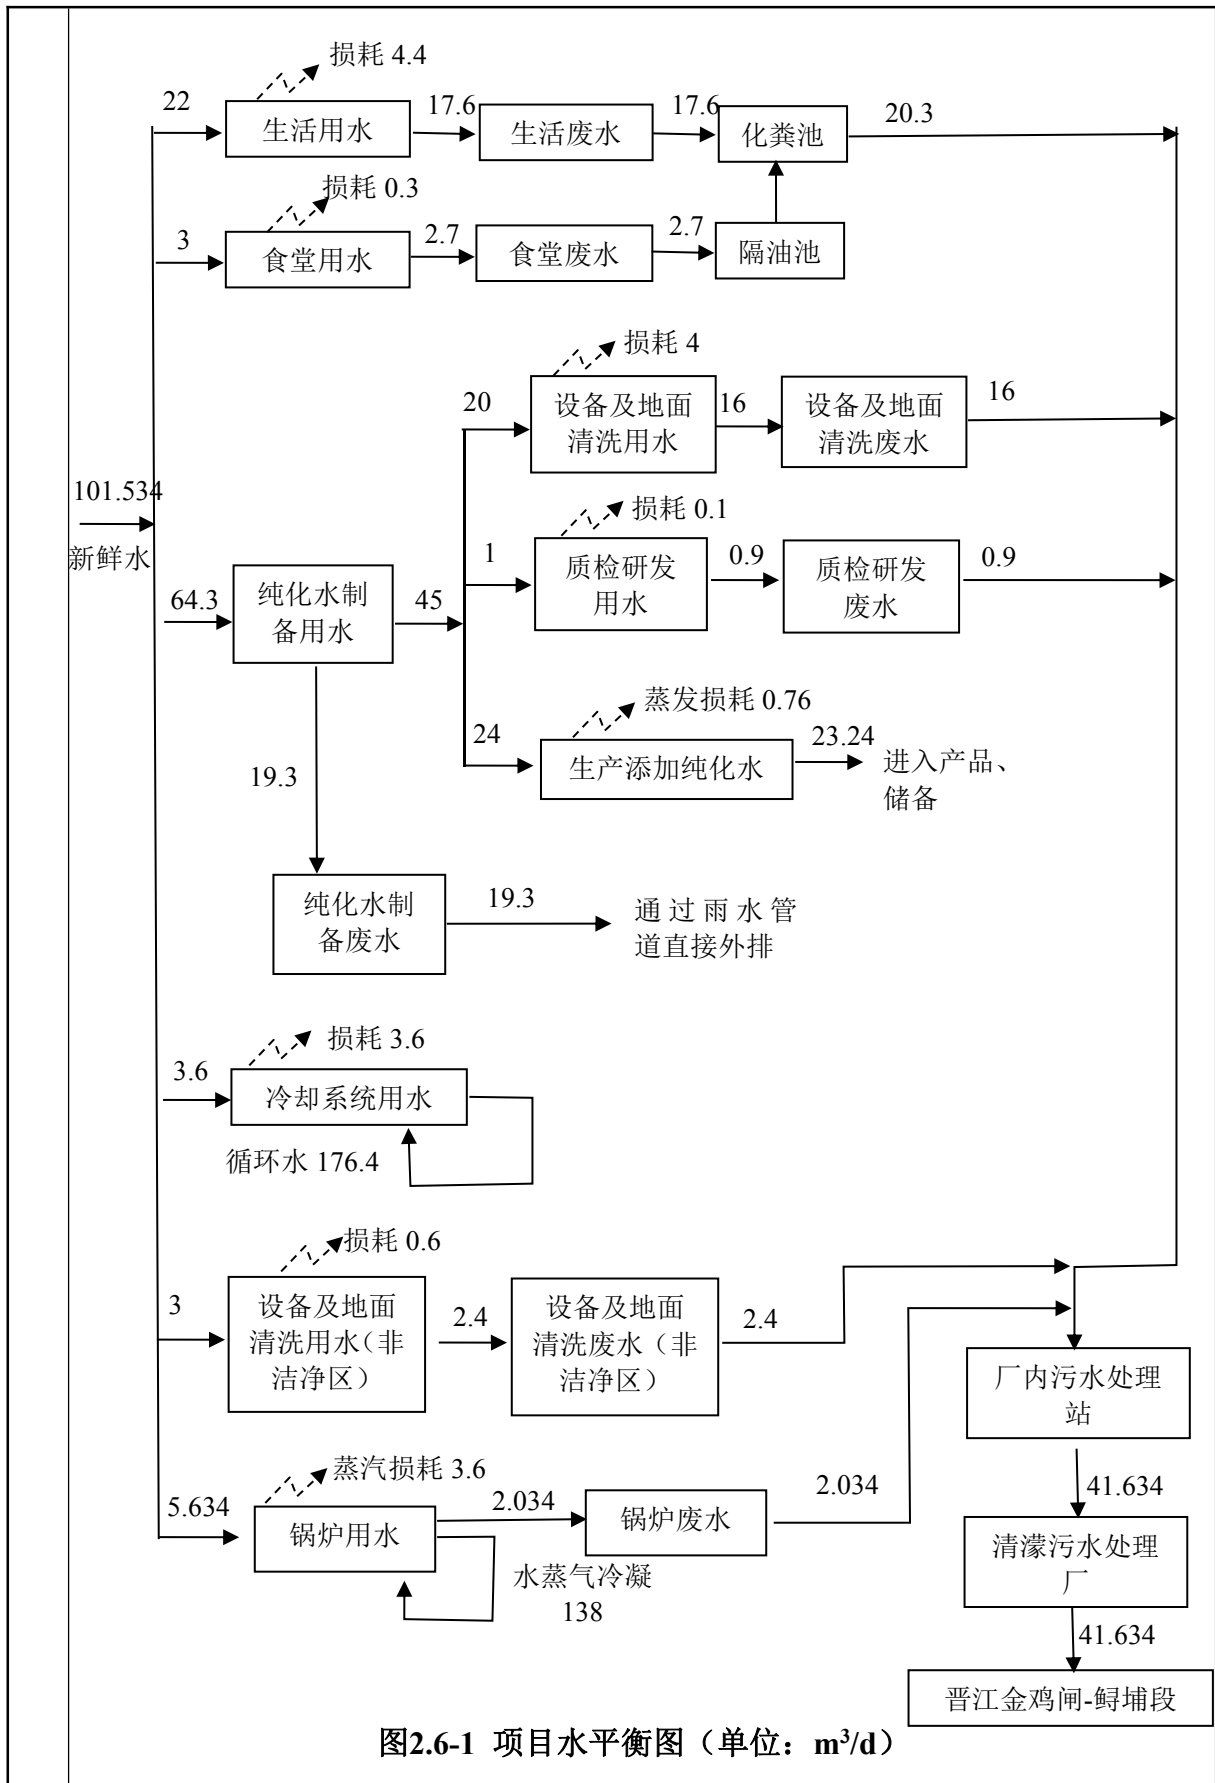 损耗 4.4
22
生活用水
17.6
生活废水
17.6
化粪池
20.3
损耗 0.3
3
食堂用水
2.7
食堂废水
2.7
隔油池
损耗 4
20
设备及地面
清洗用水
16
设备及地面
清洗废水
16
101.534
新鲜水
损耗 0.1
1
质检研发
用水
0.9
质检研发
废水
0.9
64.3
纯化水制
备用水
45
蒸发损耗 0.76
24
生产添加纯化水
23.24
进入产品、
储备
19.3
纯化水制
备废水
19.3
通过雨水管
道直接外排
损耗 3.6
3.6
冷却系统用水
循环水 176.4
损耗 0.6
3
设备及地面
清洗用水（非
洁净区）
2.4
设备及地面
清洗废水（非
洁净区）
2.4
厂内污水处理
站
蒸汽损耗 3.6
5.634
锅炉用水
2.034
锅炉废水
2.034
水蒸气冷凝
138
41.634
清濛污水处理
厂
41.634
晋江金鸡闸-鲟埔段
图2.6-1 项目水平衡图（单位：m³/d）